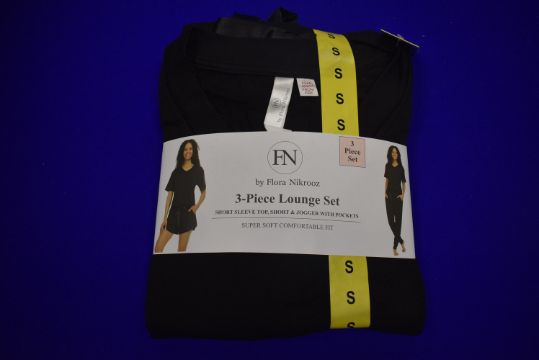 S
S
S
S
FN
FN
by Flora Nikrooz
3
Piece
Set
3-Piece Lounge Set
SHORT SLEEVE TOP, SHORT & JOGGER WITH POCKETS
SUPER SOFT COMFORTABLE FIT
S
S
S